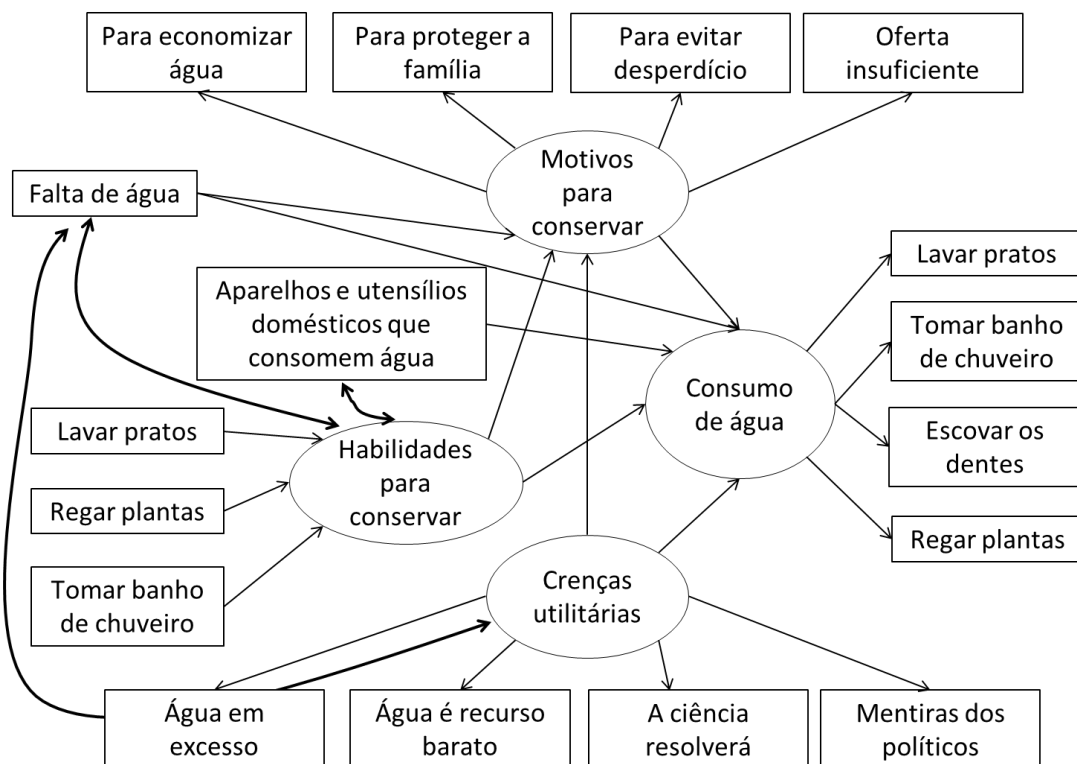 Para economizar
água
Para proteger a
família
Para evitar
desperdício
Oferta
insuficiente
Motivos
para
conservar
Falta de água
Aparelhos e utensílios
domésticos que
consomem água
Lavar pratos
Tomar banho
de chuveiro
Escovar os
dentes
Regar plantas
Consumo
de água
Lavar pratos
Regar plantas
Tomar banho
de chuveiro
Habilidades
para
conservar
Crenças
utilitárias
Água em
excesso
Água é recurso
barato
A ciência
resolverá
Mentiras dos
políticos